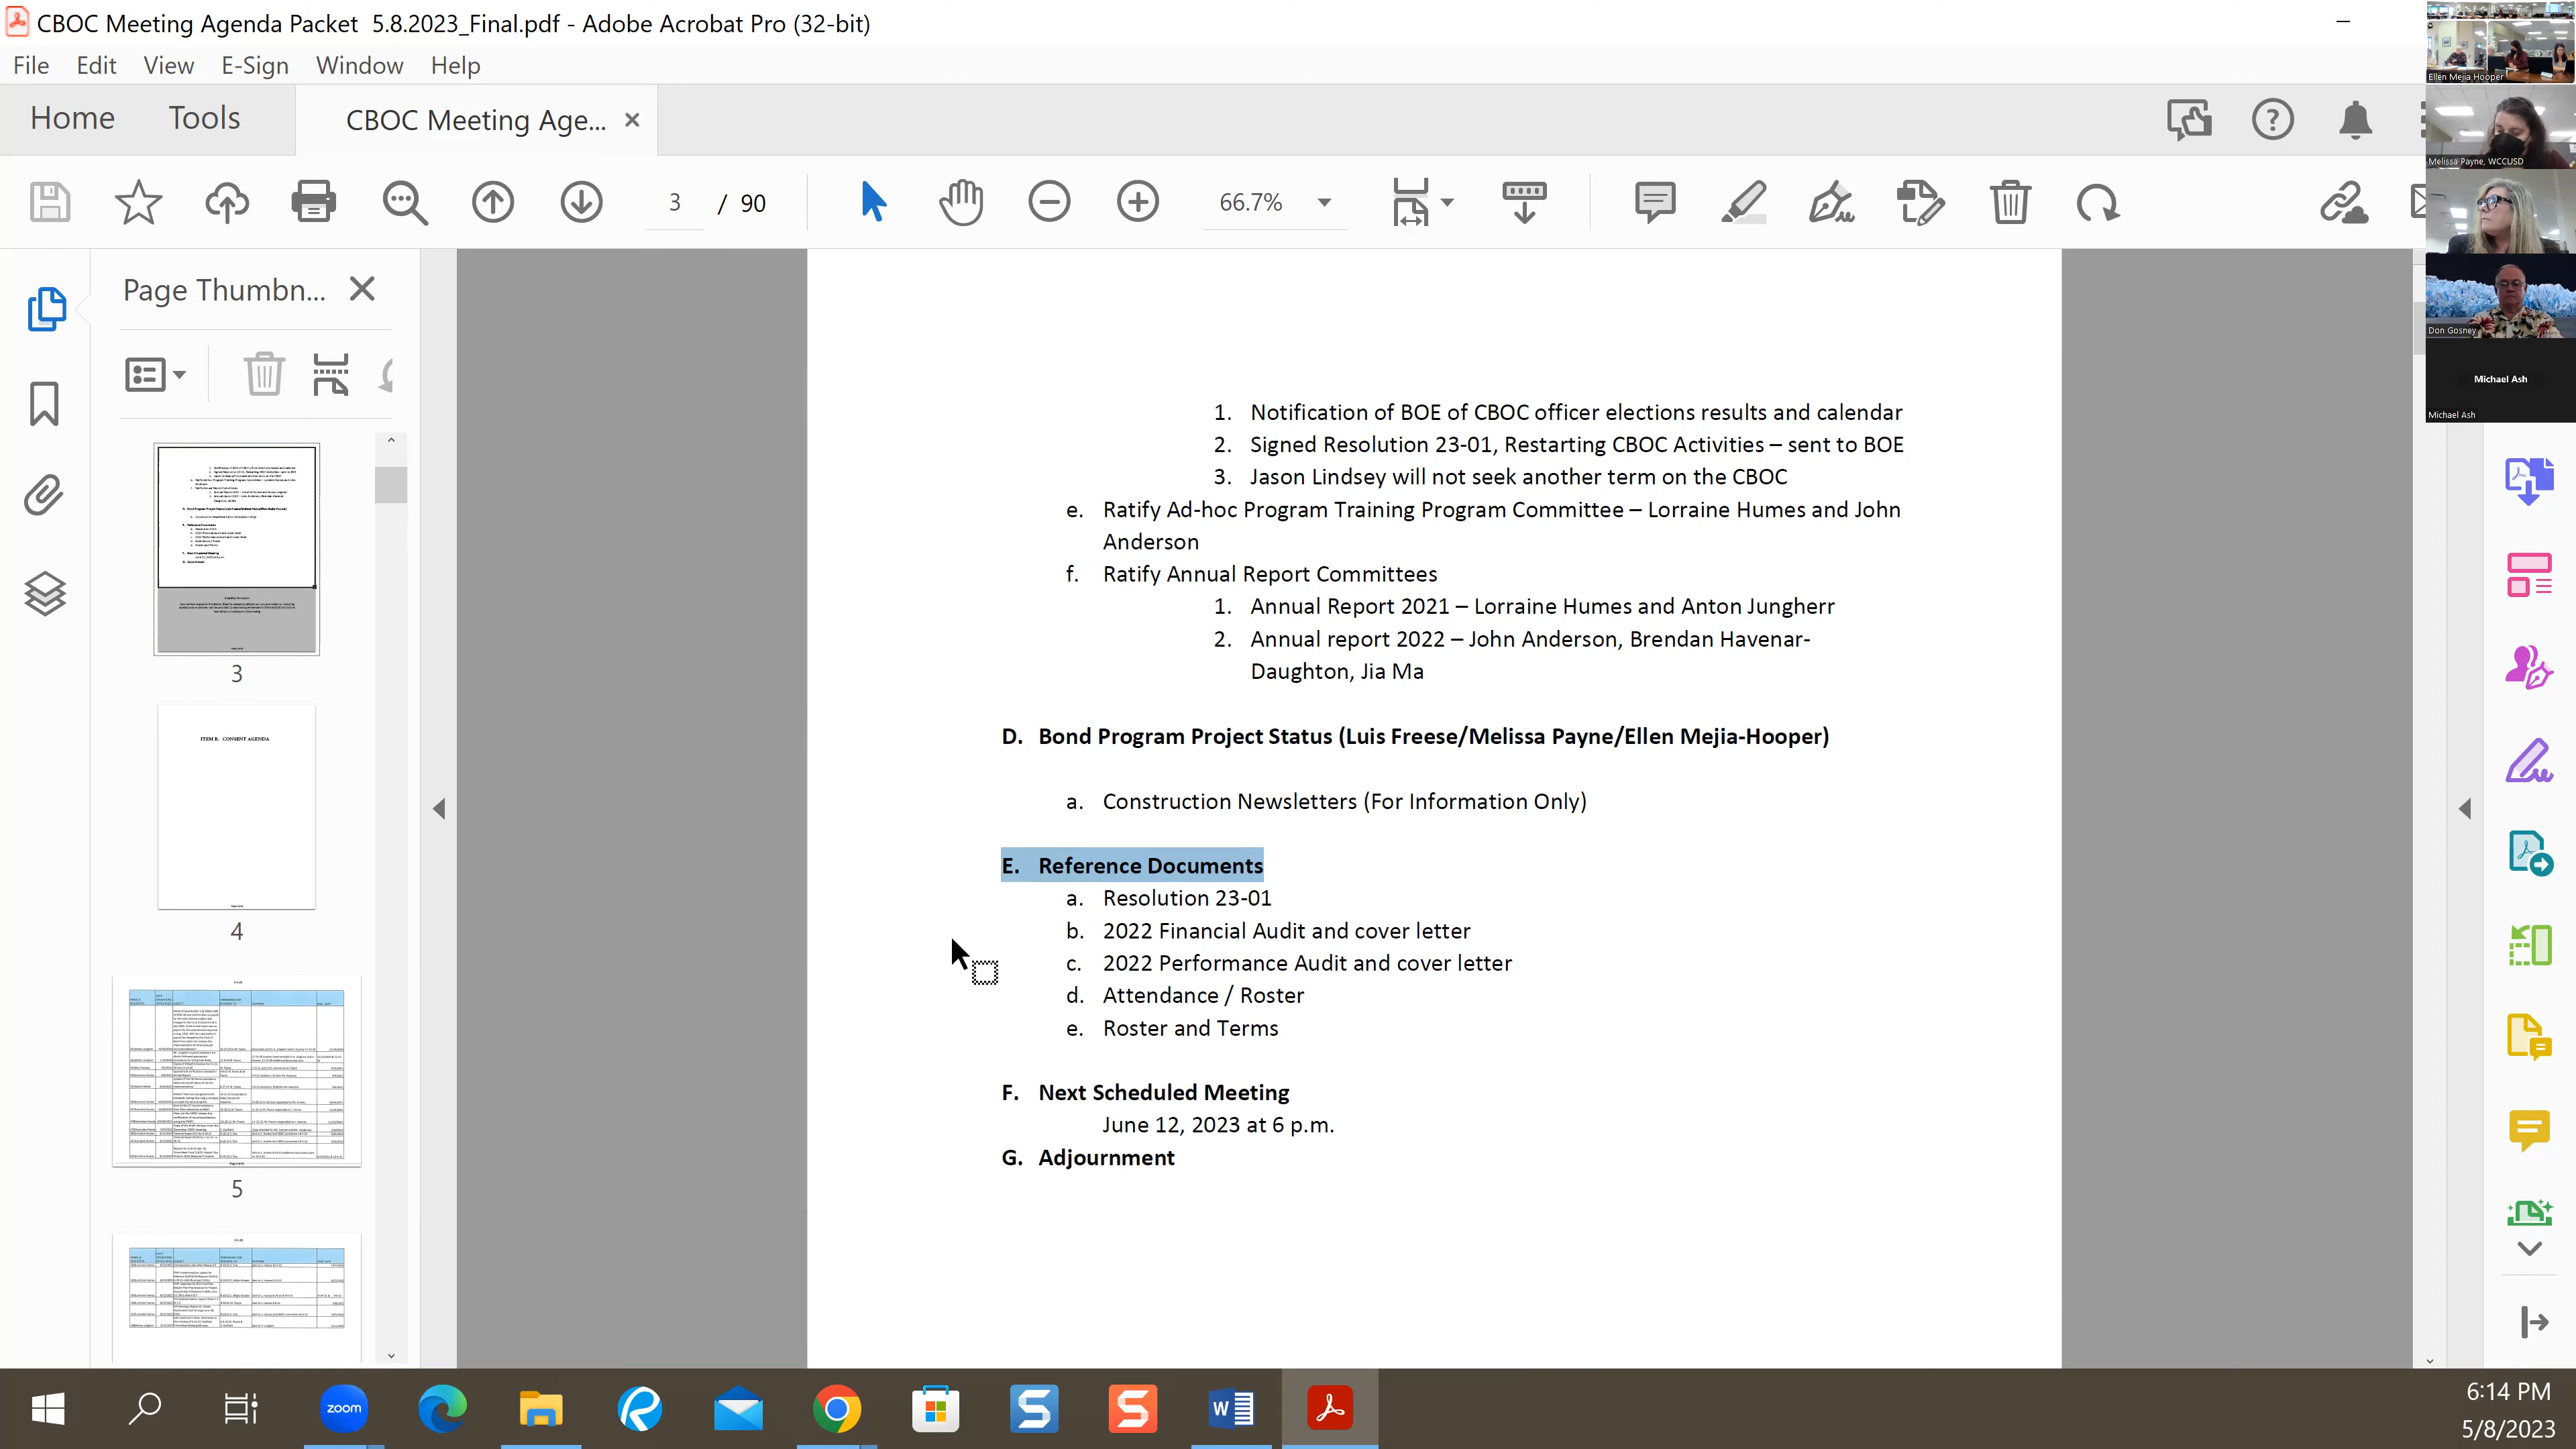 CBOC Meeting Agenda Packet 5.8.2023_Final.pdf - Adobe Acrobat Pro (32-bit)
File Edit View E-Sign Window Help
Home Tools CBOC Meeting Age...
3 / 90 66.7%
Page Thumbn...
3
ITEM B. CONSENT AGENDA
4
5
1. Notification of BOE of CBOC officer elections results and calendar
2. Signed Resolution 23-01, Restarting CBOC Activities – sent to BOE
3. Jason Lindsey will not seek another term on the CBOC
e. Ratify Ad-hoc Program Training Program Committee – Lorraine Humes and John
Anderson
f. Ratify Annual Report Committees
1. Annual Report 2021 – Lorraine Humes and Anton Jungherr
2. Annual report 2022 – John Anderson, Brendan Havenar-
Daughton, Jia Ma
D. Bond Program Project Status (Luis Freese/Melissa Payne/Ellen Mejia-Hooper)
a. Construction Newsletters (For Information Only)
E. Reference Documents
a. Resolution 23-01
b. 2022 Financial Audit and cover letter
c. 2022 Performance Audit and cover letter
d. Attendance / Roster
e. Roster and Terms
F. Next Scheduled Meeting
June 12, 2023 at 6 p.m.
G. Adjournment
Ellen Mejia Hooper
Melissa Payne, WCCUSD
Don Gosney
Michael Ash
Michael Ash
zoom
6:14 PM
5/8/2023